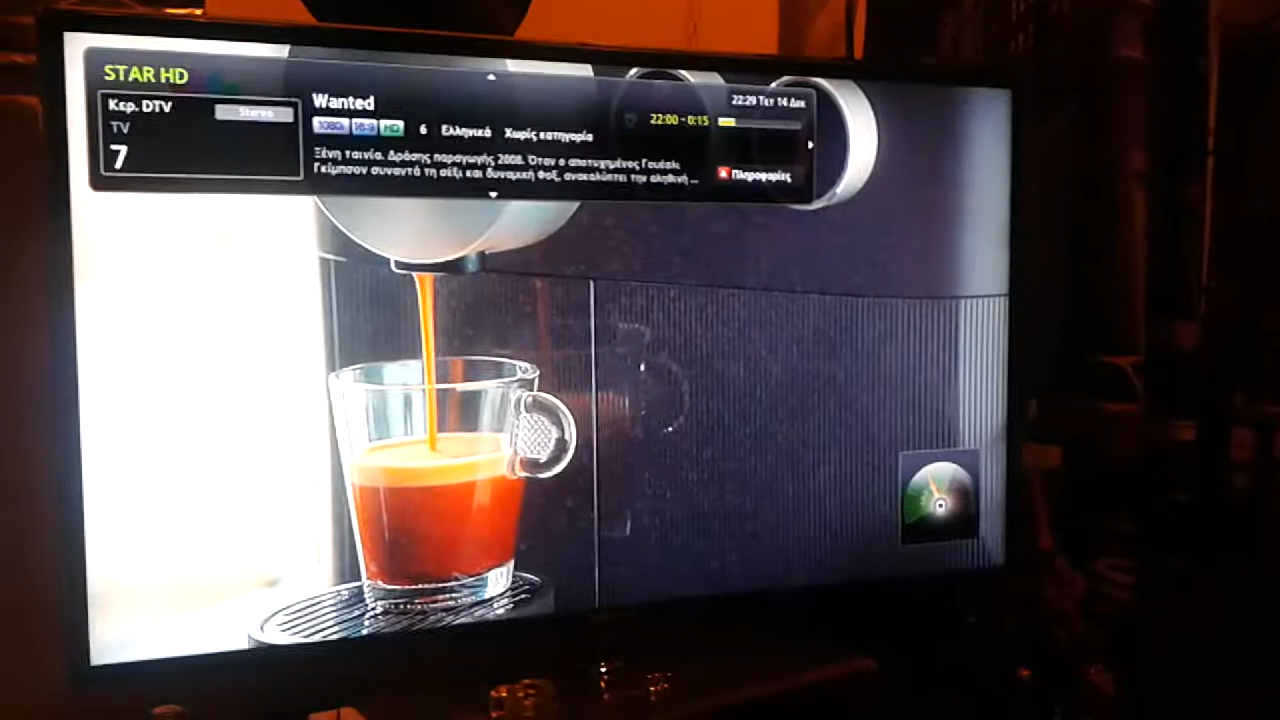 STAR HD
Κερ. DTV
Stereo
TV
7
Wanted
1080i 16:9 HD 6 Ελληνικά Χωρίς κατηγορία
Ξένη ταινία. Δράσης παραγωγής 2008. Όταν ο αποτυχημένος Γουέσλι
Γκίμπσον συναντά τη σέξι και δυναμική Φοξ, ανακαλύπτει την αληθινή ...
22:29 Τετ 14 Δεκ
22:00 - 0:15
Πληροφορίες